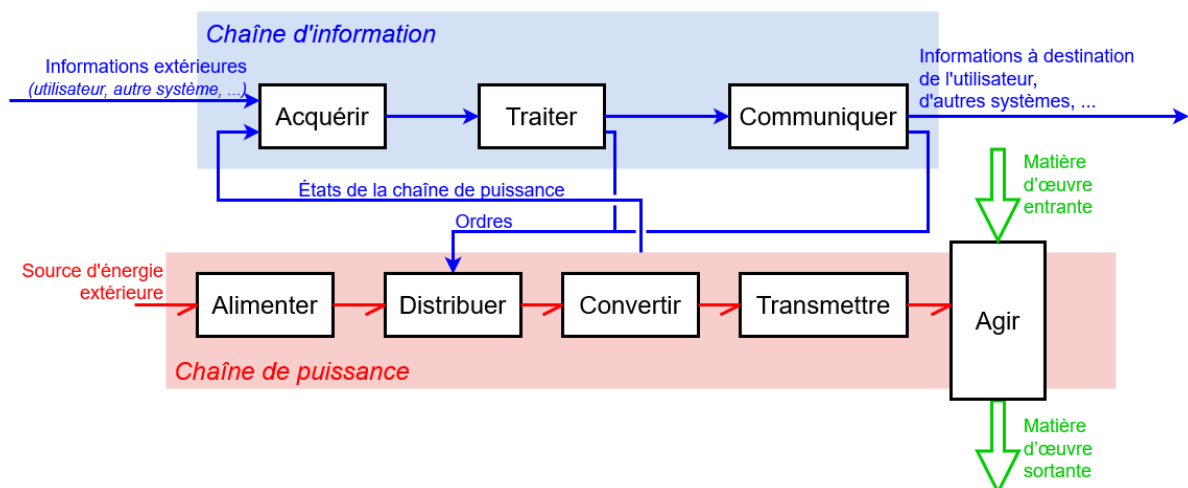 Chaîne d'information
Informations extérieures
(utilisateur, autre système, ...)
Informations à destination
de l'utilisateur,
d'autres systèmes, ...
Acquérir
Traiter
Communiquer
États de la chaîne de puissance
Ordres
Matière
d'œuvre
entrante
Source d'énergie
extérieure
Alimenter
Distribuer
Convertir
Transmettre
Agir
Chaîne de puissance
Matière
d'œuvre
sortante